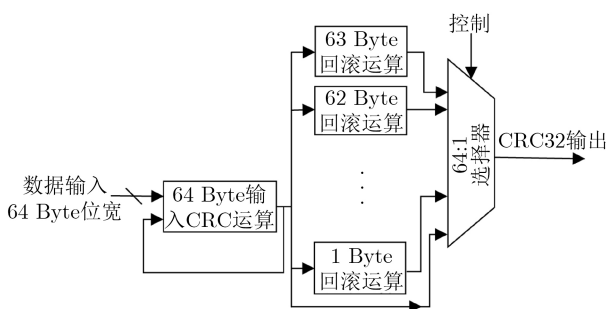 控制
63 Byte
回滚运算
62 Byte
回滚运算
64:1
选择器
CRC32输出
数据输入
64 Byte位宽
64 Byte输
入CRC运算
1 Byte
回滚运算